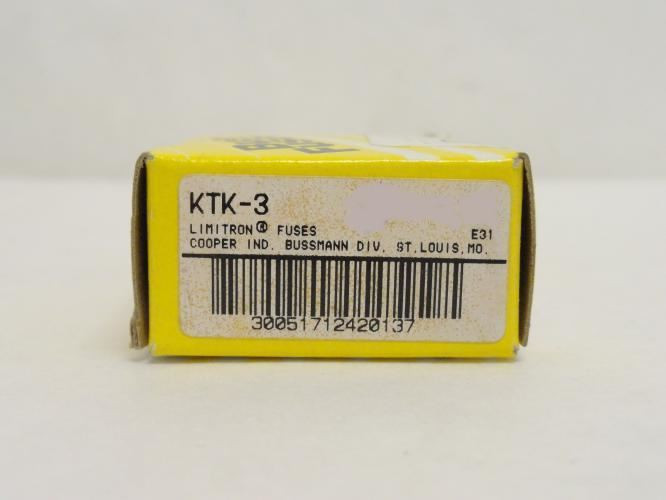 KTK-3
LIMITRON® FUSES E31
COOPER IND. BUSSMANN DIV. ST.LOUIS,MO.
30051712420137